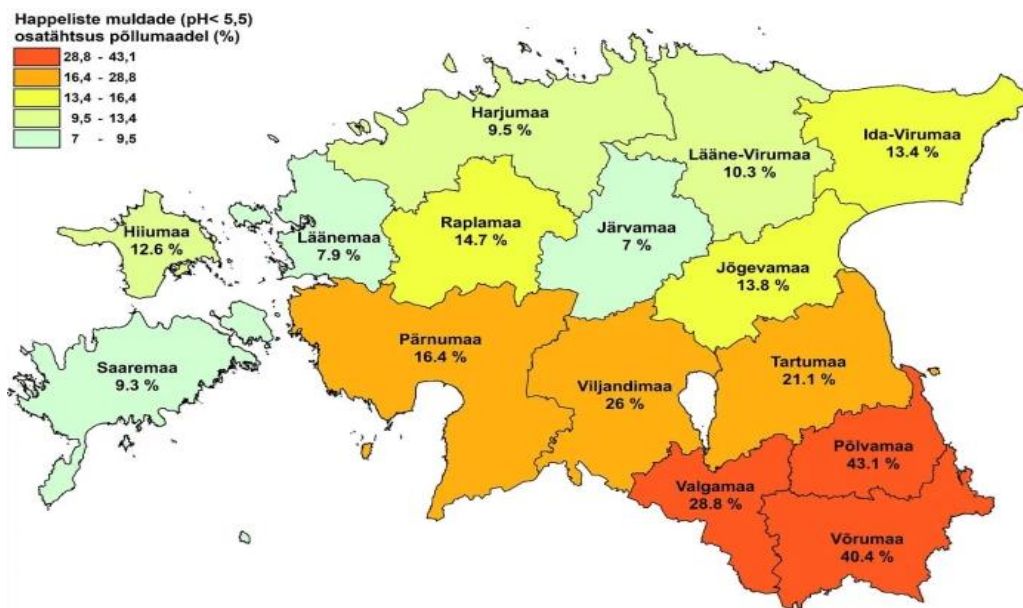 Happeliste muldade (pH< 5,5)
osatähtsus põllumaadel (%)
28,8 - 43,1
16,4 - 28,8
13,4 - 16,4
9,5 - 13,4
7 - 9,5
Harjumaa
9.5 %
Lääne-Virumaa
10.3 %
Ida-Virumaa
13.4 %
Hiiumaa
12.6 %
Läänemaa
7.9 %
Raplamaa
14.7 %
Järvamaa
7 %
Jõgevamaa
13.8 %
Saaremaa
9.3 %
Pärnumaa
16.4 %
Viljandimaa
26 %
Tartumaa
21.1 %
Põlvamaa
43.1 %
Valgamaa
28.8 %
Võrumaa
40.4 %